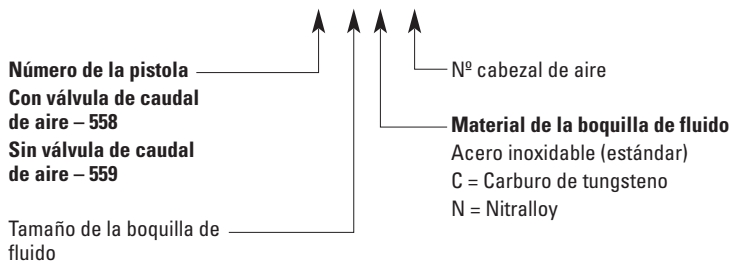 Número de la pistola
Con válvula de caudal
de aire – 558
Sin válvula de caudal
de aire – 559
Tamaño de la boquilla de
fluido
Nº cabezal de aire
Material de la boquilla de fluido
Acero inoxidable (estándar)
C = Carburo de tungsteno
N = Nitralloy